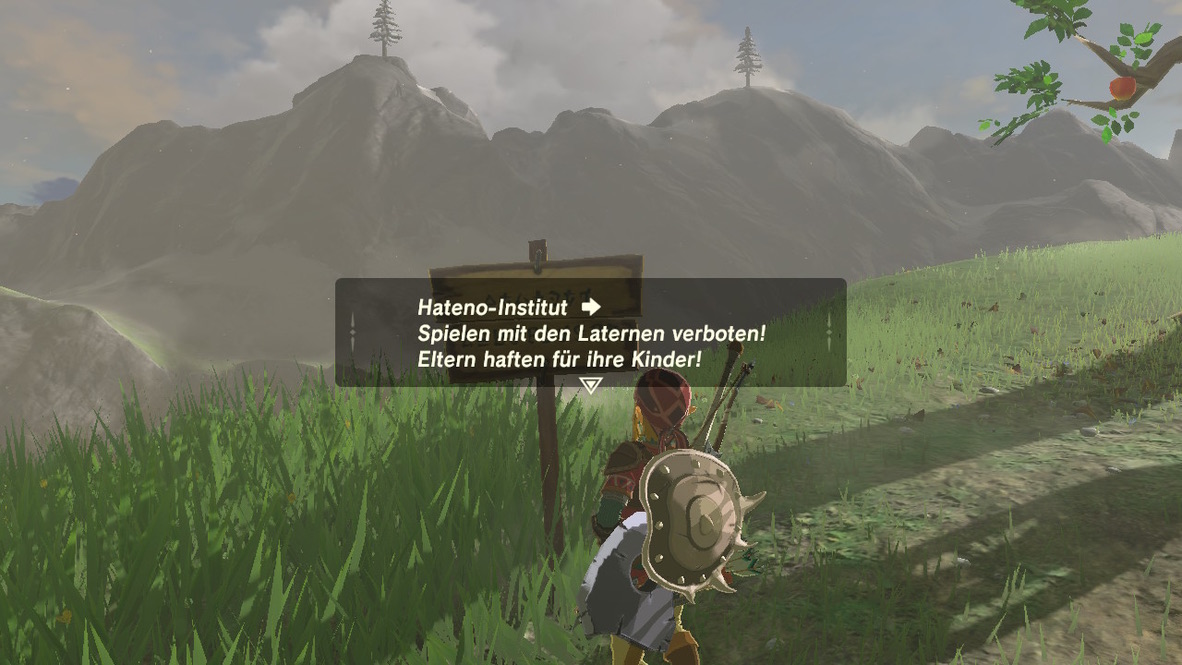 Hateno-Institut ➡
Spielen mit den Laternen verboten!
Eltern haften für ihre Kinder!